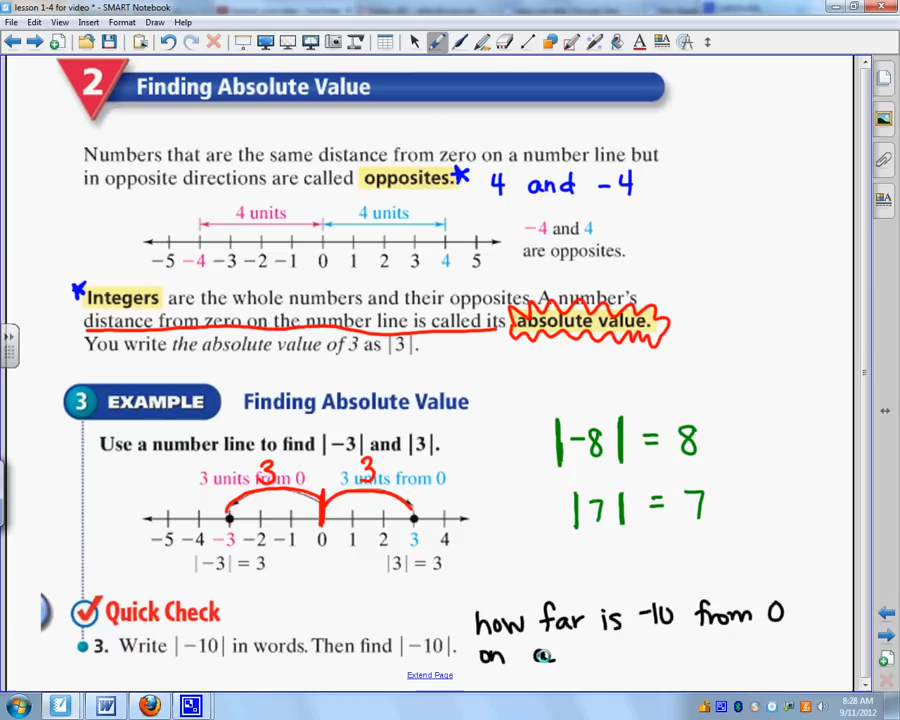 lesson 1-4 for video * - SMART Notebook
File Edit View Insert Format Draw Help
2 Finding Absolute Value
Numbers that are the same distance from zero on a number line but
in opposite directions are called opposites.* 4 and -4
4 units 4 units
−4 and 4
are opposites.
−5 −4 −3 −2 −1 0 1 2 3 4 5
* Integers are the whole numbers and their opposites. A number's
distance from zero on the number line is called its absolute value.
You write the absolute value of 3 as |3|.
3 EXAMPLE Finding Absolute Value
Use a number line to find |−3| and |3|.
|-8| = 8
3 units from 0 3 units from 0
3 3
|7| = 7
−5 −4 −3 −2 −1 0 1 2 3 4
|−3| = 3 |3| = 3
Quick Check
how far is -10 from 0
3. Write |−10| in words. Then find |−10|.
on a
Extend Page
8:28 AM
9/11/2012